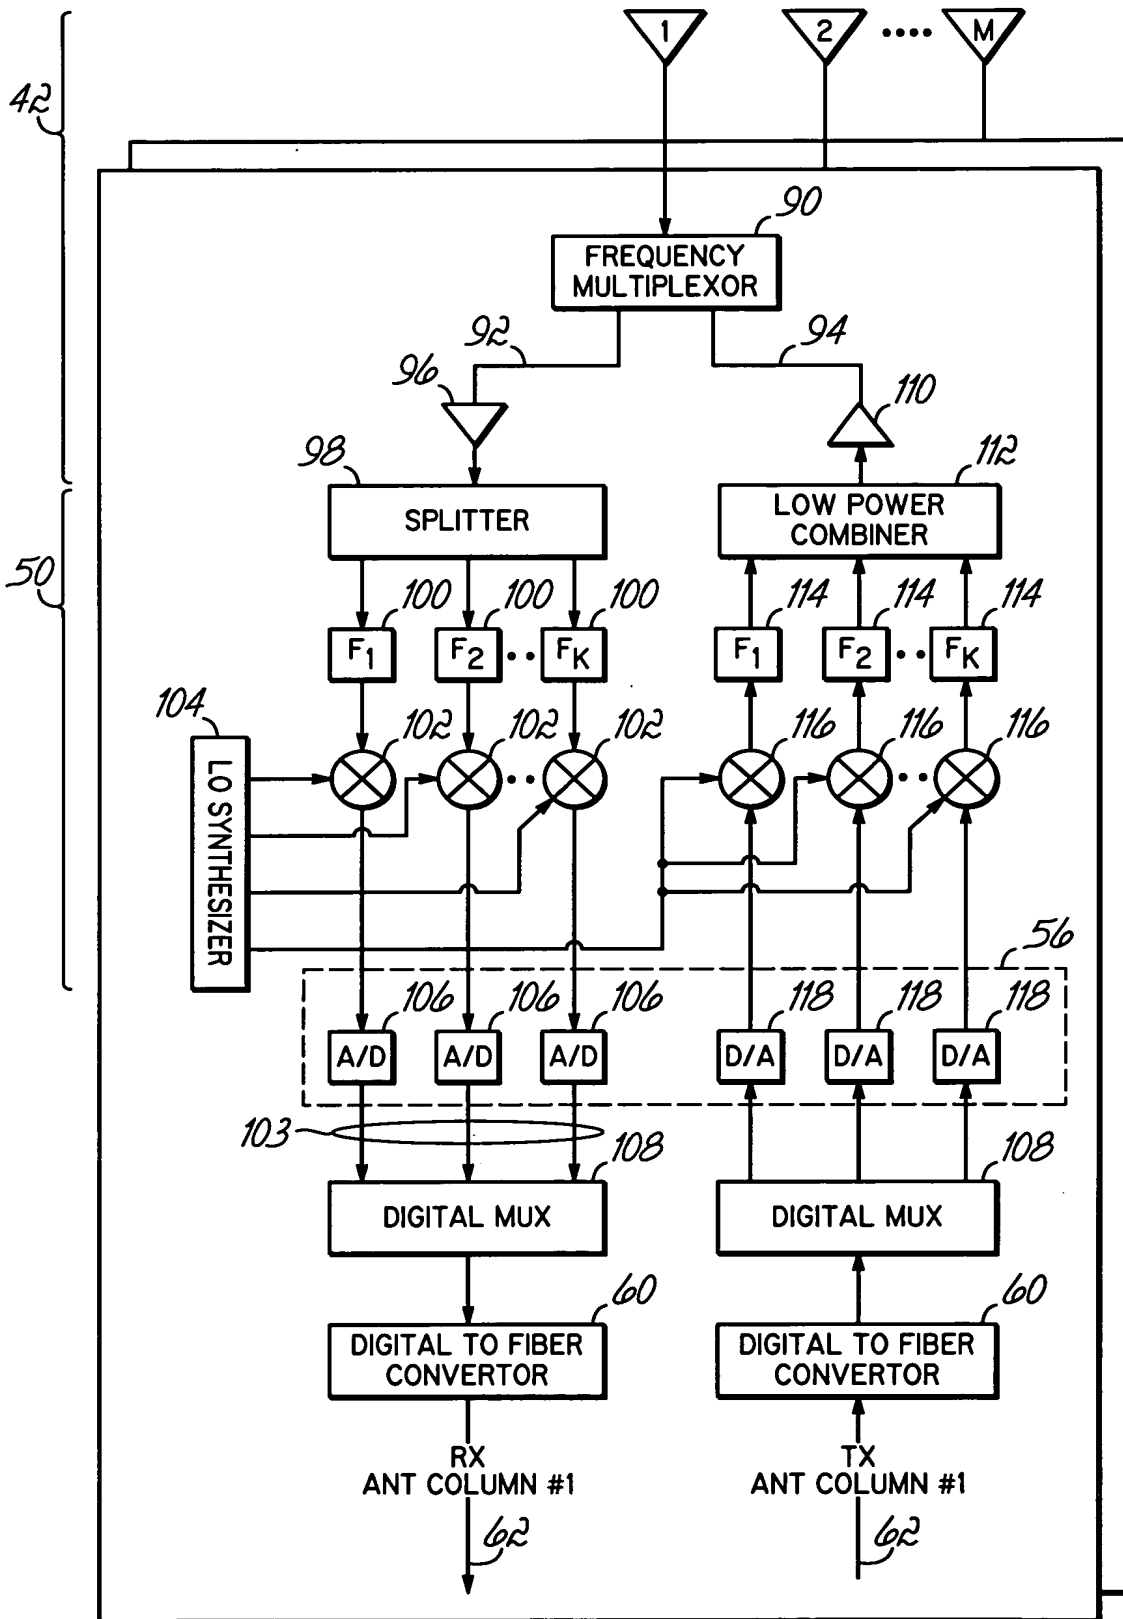 1 2 M
42
90
FREQUENCY
MULTIPLEXOR
92 94
96 110
98 112
SPLITTER
LOW POWER
COMBINER
50
100 100 100 114 114 114
F1 F2 FK F1 F2 FK
104
102 102 102 116 116 116
LO SYNTHESIZER
56
106 106 106 118 118 118
A/D A/D A/D D/A D/A D/A
103 108 108
DIGITAL MUX DIGITAL MUX
60 60
DIGITAL TO FIBER
CONVERTOR
DIGITAL TO FIBER
CONVERTOR
RX
ANT COLUMN #1
TX
ANT COLUMN #1
62 62